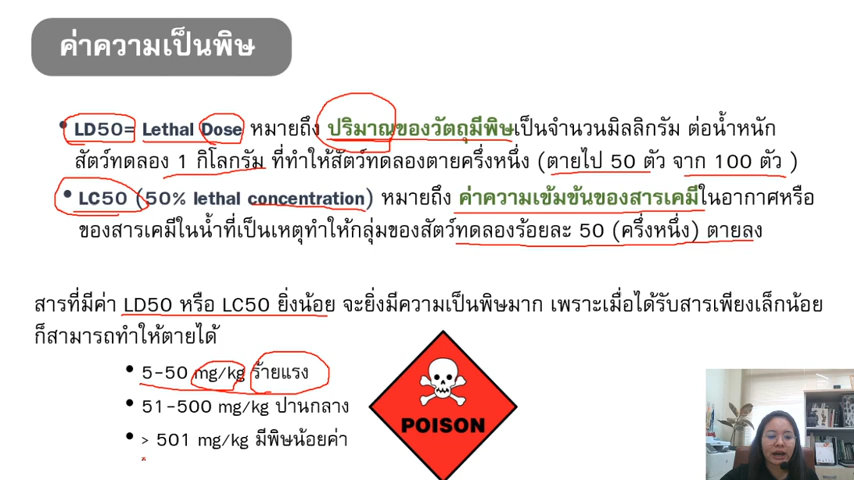 ค่าความเป็นพิษ
• LD50= Lethal Dose หมายถึง ปริมาณของวัตถุมีพิษเป็นจำนวนมิลลิกรัม ต่อน้ำหนัก
สัตว์ทดลอง 1 กิโลกรัม ที่ทำให้สัตว์ทดลองตายครึ่งหนึ่ง (ตายไป 50 ตัว จาก 100 ตัว )
• LC50 (50% lethal concentration) หมายถึง ค่าความเข้มข้นของสารเคมีในอากาศหรือ
ของสารเคมีในน้ำที่เป็นเหตุทำให้กลุ่มของสัตว์ทดลองร้อยละ 50 (ครึ่งหนึ่ง) ตายลง
สารที่มีค่า LD50 หรือ LC50 ยิ่งน้อย จะยิ่งมีความเป็นพิษมาก เพราะเมื่อได้รับสารเพียงเล็กน้อย
ก็สามารถทำให้ตายได้
• 5-50 mg/kg ร้ายแรง
• 51-500 mg/kg ปานกลาง
• > 501 mg/kg มีพิษน้อยค่า
POISON